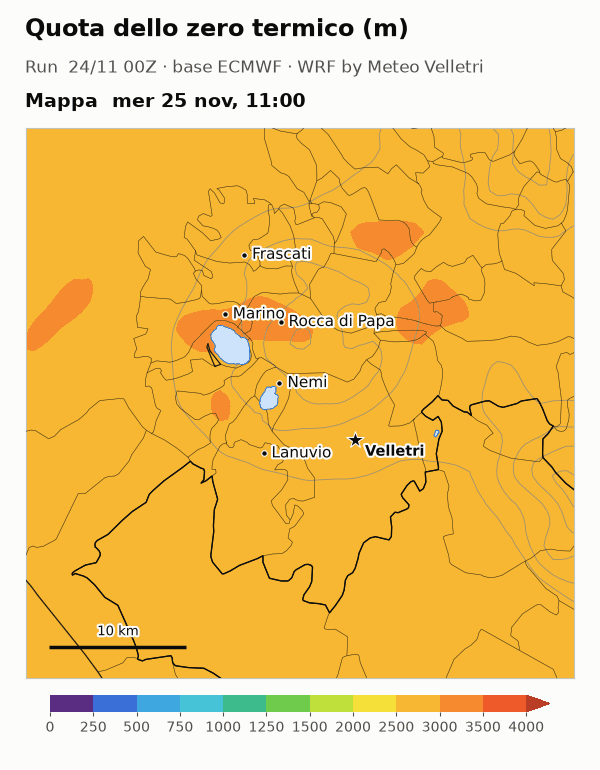 Quota dello zero termico (m)
Run  24/11 00Z · base ECMWF · WRF by Meteo Velletri
Mappa  mer 25 nov, 11:00
Frascati
Marino
Rocca di Papa
Nemi
Velletri
Lanuvio
10 km
0 250 500 750 1000 1250 1500 2000 2500 3000 3500 4000